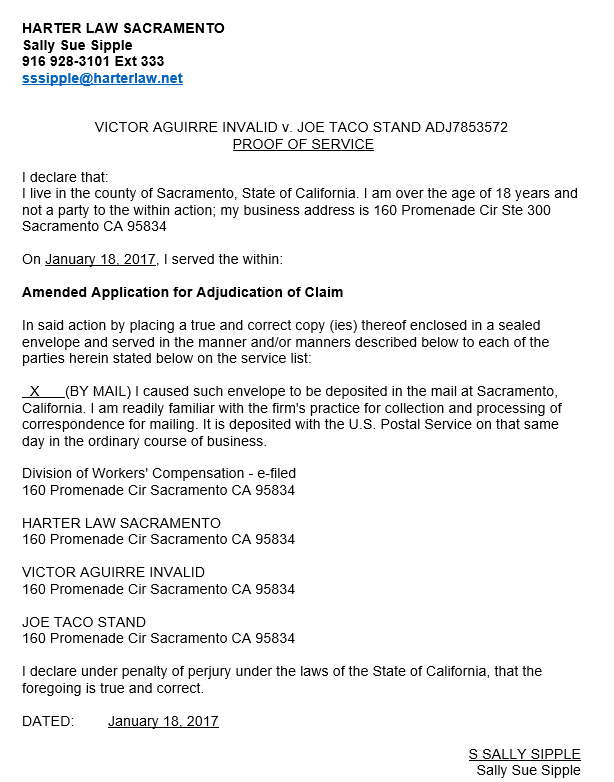 HARTER LAW SACRAMENTO
Sally Sue Sipple
916 928-3101 Ext 333
sssipple@harterlaw.net
VICTOR AGUIRRE INVALID v. JOE TACO STAND ADJ7853572
PROOF OF SERVICE
I declare that:
I live in the county of Sacramento, State of California. I am over the age of 18 years and
not a party to the within action; my business address is 160 Promenade Cir Ste 300
Sacramento CA 95834
On January 18, 2017, I served the within:
Amended Application for Adjudication of Claim
In said action by placing a true and correct copy (ies) thereof enclosed in a sealed
envelope and served in the manner and/or manners described below to each of the
parties herein stated below on the service list:
__X___(BY MAIL) I caused such envelope to be deposited in the mail at Sacramento,
California. I am readily familiar with the firm's practice for collection and processing of
correspondence for mailing. It is deposited with the U.S. Postal Service on that same
day in the ordinary course of business.
Division of Workers' Compensation - e-filed
160 Promenade Cir Sacramento CA 95834
HARTER LAW SACRAMENTO
160 Promenade Cir Sacramento CA 95834
VICTOR AGUIRRE INVALID
160 Promenade Cir Sacramento CA 95834
JOE TACO STAND
160 Promenade Cir Sacramento CA 95834
I declare under penalty of perjury under the laws of the State of California, that the
foregoing is true and correct.
DATED: January 18, 2017
S SALLY SIPPLE
Sally Sue Sipple